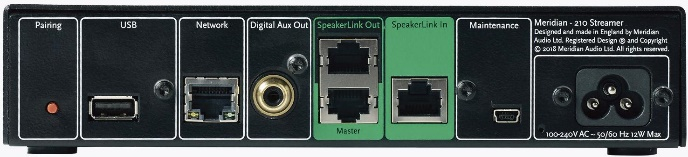 Pairing
USB
Network
Digital Aux Out
SpeakerLink Out
SpeakerLink In
Maintenance
Meridian - 210 Streamer
Designed and made in England by Meridian
Audio Ltd. Registered Design ® and Copyright
© 2018 Meridian Audio Ltd. All rights reserved.
Master
100-240V AC ~ 50/60 Hz 12W Max